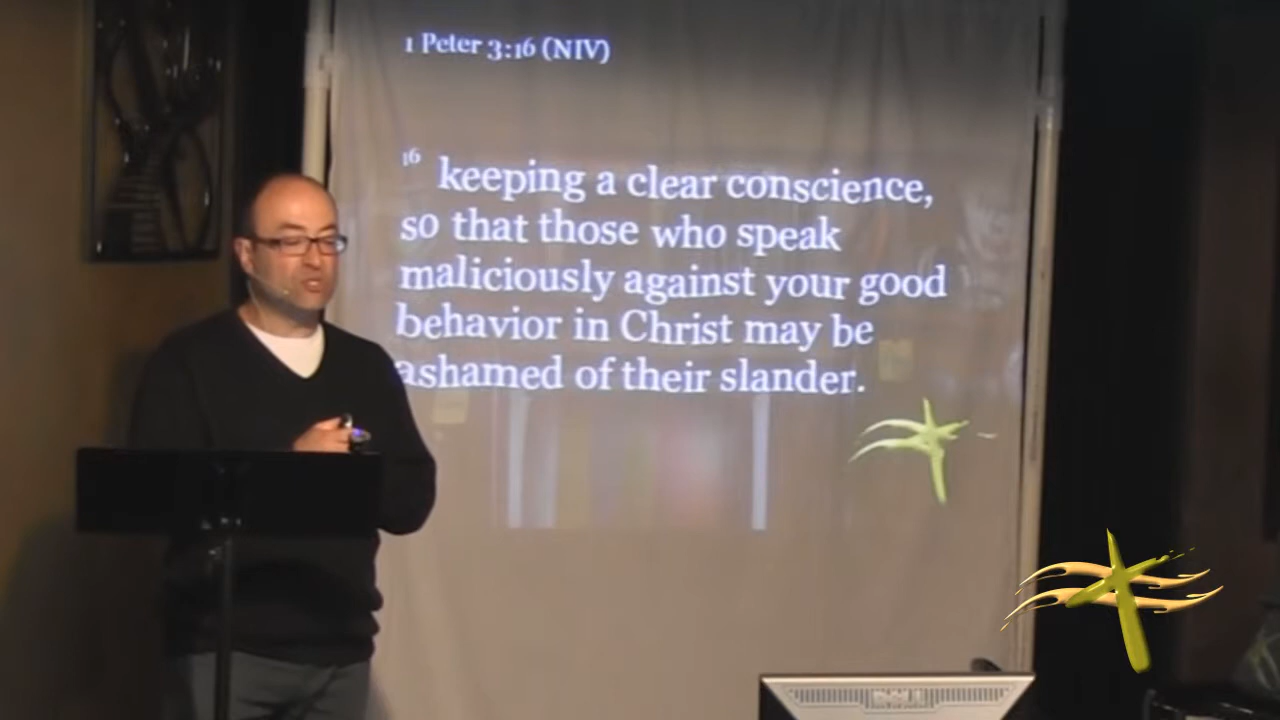 1 Peter 3:16 (NIV)
16 keeping a clear conscience,
so that those who speak
maliciously against your good
behavior in Christ may be
ashamed of their slander.